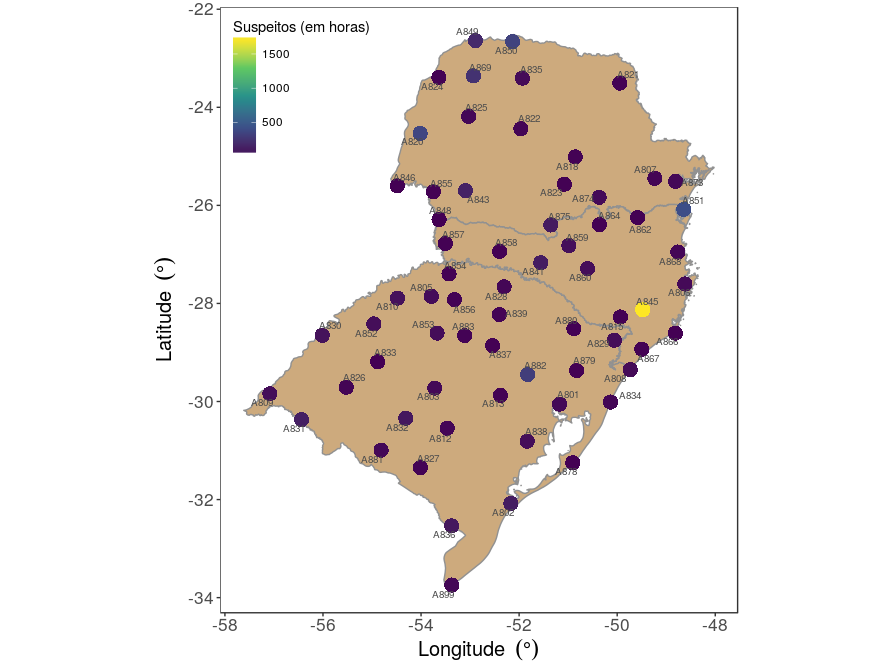 Suspeitos (em horas)
1500
1000
500
-22
-24
-26
-28
-30
-32
-34
Latitude (°)
-58
-56
-54
-52
-50
-48
Longitude (°)
A849
A850
A869
A835
A821
A824
A825
A822
A820
A818
A807
A873
A846
A855
A843
A823
A874
A851
A848
A875
A864
A862
A857
A858
A859
A868
A841
A860
A854
A805
A828
A806
A810
A856
A839
A845
A830
A852
A853
A883
A880
A815
A829
A866
A867
A833
A837
A826
A803
A882
A879
A808
A809
A813
A801
A834
A831
A832
A812
A838
A881
A827
A878
A802
A836
A899